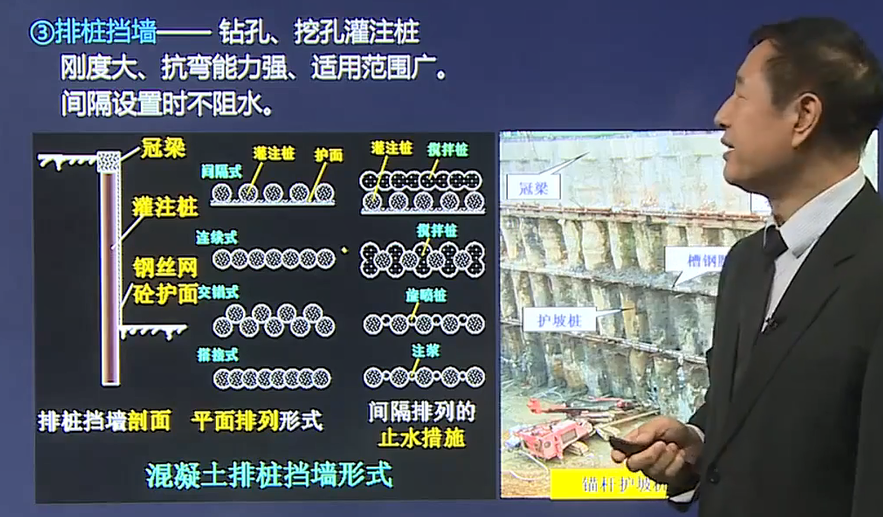 ③排桩挡墙—— 钻孔、挖孔灌注桩
刚度大、抗弯能力强、适用范围广。
间隔设置时不阻水。
冠梁
灌注桩
钢丝网
砼护面
排桩挡墙剖面
间隔式
灌注桩
护面
连续式
交错式
搭接式
平面排列形式
灌注桩
搅拌桩
搅拌桩
旋喷桩
注浆
间隔排列的
止水措施
混凝土排桩挡墙形式
冠梁
槽钢
护坡桩
锚杆护坡